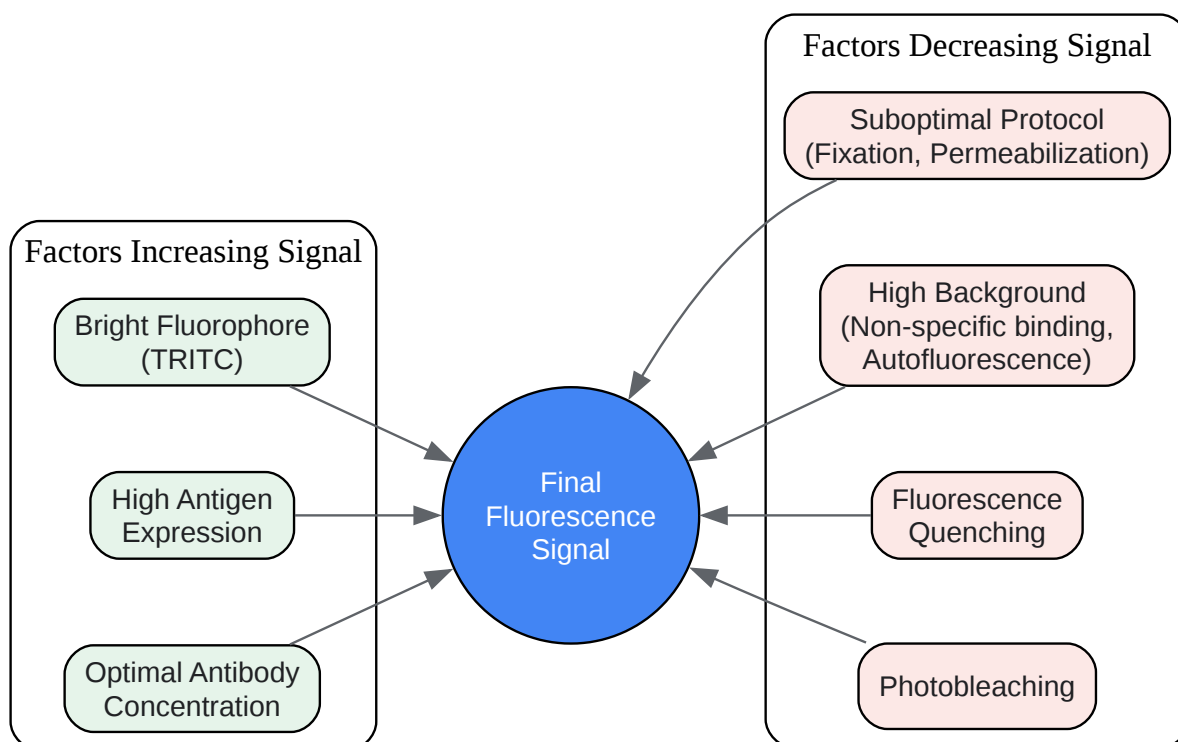 Factors Increasing Signal
Bright Fluorophore
(TRITC)
High Antigen
Expression
Optimal Antibody
Concentration
Final
Fluorescence
Signal
Factors Decreasing Signal
Suboptimal Protocol
(Fixation, Permeabilization)
High Background
(Non-specific binding,
Autofluorescence)
Fluorescence
Quenching
Photobleaching